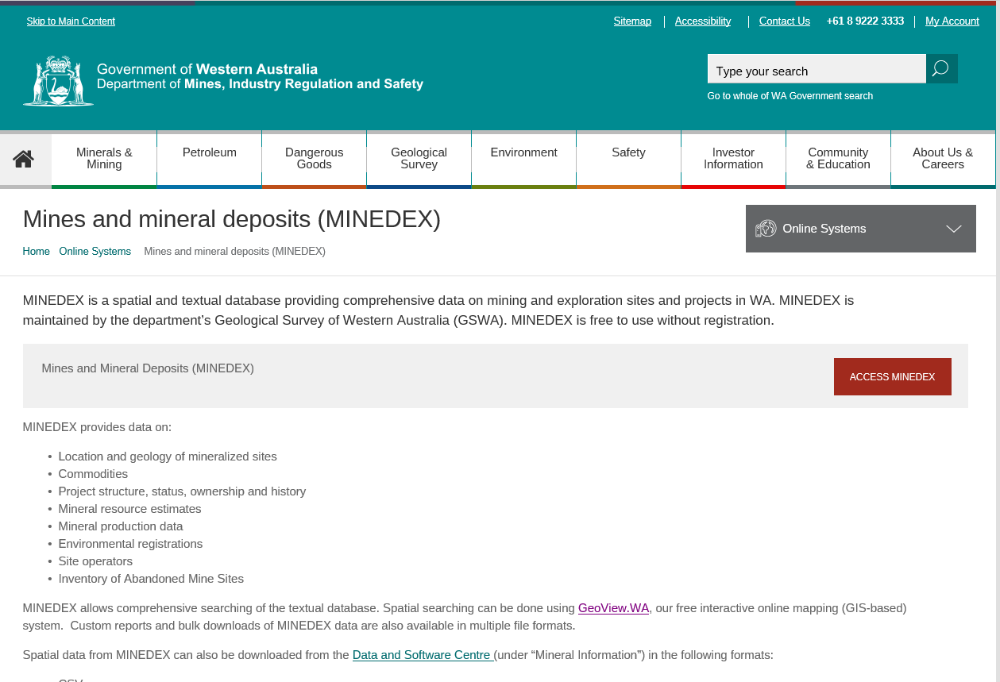 Skip to Main Content
Sitemap
Accessibility
Contact Us
+61 8 9222 3333
My Account
Government of Western Australia
Department of Mines, Industry Regulation and Safety
Type your search
Go to whole of WA Government search
Minerals &
Mining
Petroleum
Dangerous
Goods
Geological
Survey
Environment
Safety
Investor
Information
Community
& Education
About Us &
Careers
Mines and mineral deposits (MINEDEX)
Online Systems
Home Online Systems Mines and mineral deposits (MINEDEX)
MINEDEX is a spatial and textual database providing comprehensive data on mining and exploration sites and projects in WA. MINEDEX is
maintained by the department’s Geological Survey of Western Australia (GSWA). MINEDEX is free to use without registration.
Mines and Mineral Deposits (MINEDEX)
ACCESS MINEDEX
MINEDEX provides data on:
• Location and geology of mineralized sites
• Commodities
• Project structure, status, ownership and history
• Mineral resource estimates
• Mineral production data
• Environmental registrations
• Site operators
• Inventory of Abandoned Mine Sites
MINEDEX allows comprehensive searching of the textual database. Spatial searching can be done using GeoView.WA, our free interactive online mapping (GIS-based)
system.  Custom reports and bulk downloads of MINEDEX data are also available in multiple file formats.
Spatial data from MINEDEX can also be downloaded from the Data and Software Centre (under “Mineral Information”) in the following formats: